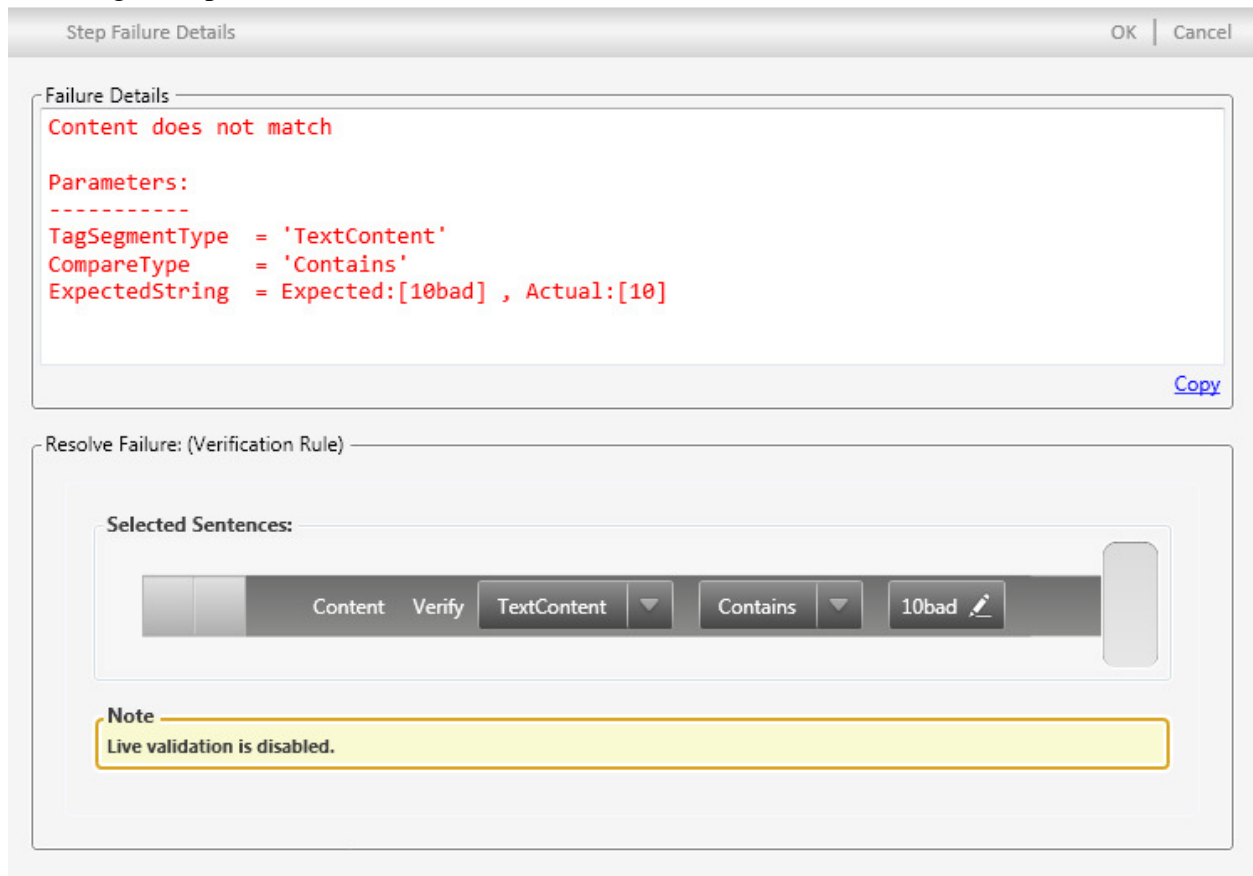 Step Failure Details OK | Cancel
Failure Details
Content does not match
Parameters:
-----------
TagSegmentType = 'TextContent'
CompareType = 'Contains'
ExpectedString = Expected:[10bad] , Actual:[10]
Copy
Resolve Failure: (Verification Rule)
Selected Sentences:
Content Verify TextContent Contains 10bad
Note
Live validation is disabled.